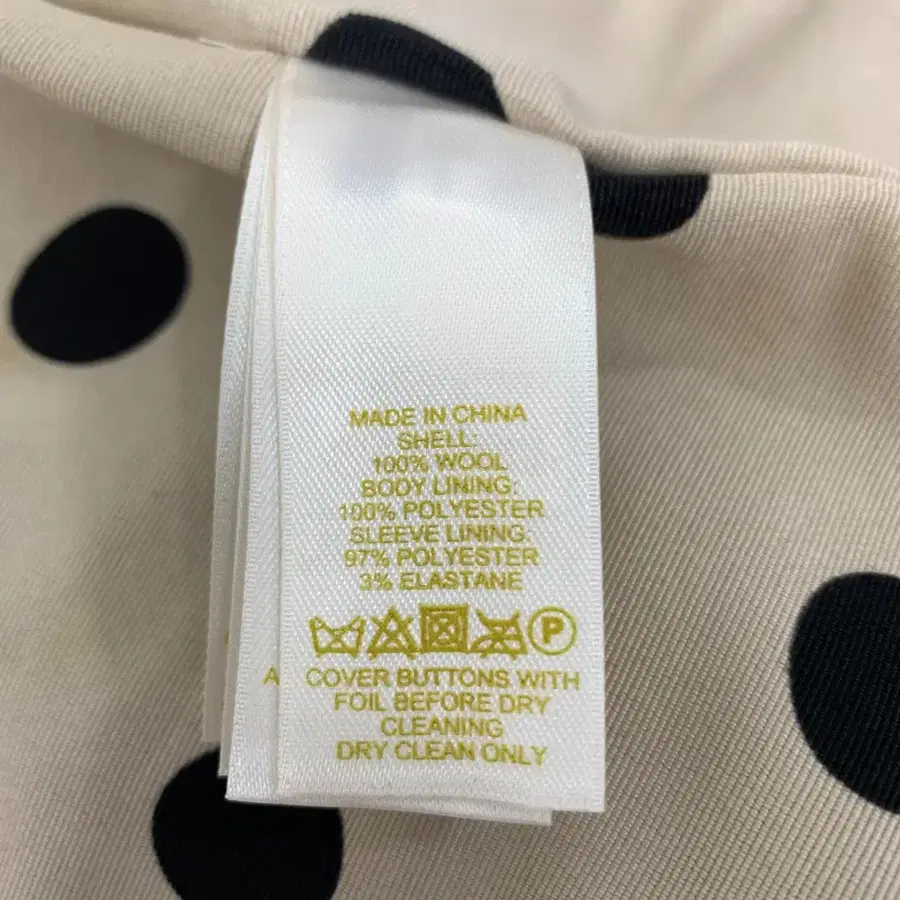 MADE IN CHINA
SHELL:
100% WOOL
BODY LINING:
100% POLYESTER
SLEEVE LINING:
97% POLYESTER
3% ELASTANE
P
A
COVER BUTTONS WITH
FOIL BEFORE DRY
CLEANING
DRY CLEAN ONLY